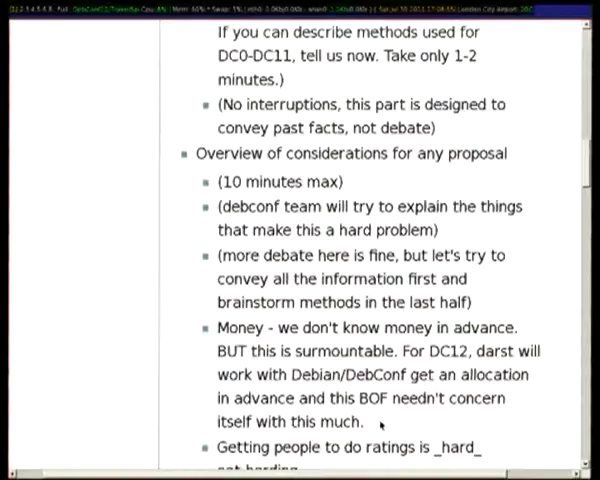 If you can describe methods used for
DC0-DC11, tell us now. Take only 1-2
minutes.)
(No interruptions, this part is designed to
convey past facts, not debate)
Overview of considerations for any proposal
(10 minutes max)
(debconf team will try to explain the things
that make this a hard problem)
(more debate here is fine, but let's try to
convey all the information first and
brainstorm methods in the last half)
Money - we don't know money in advance.
BUT this is surmountable. For DC12, darst will
work with Debian/DebConf get an allocation
in advance and this BOF needn't concern
itself with this much.
Getting people to do ratings is _hard_